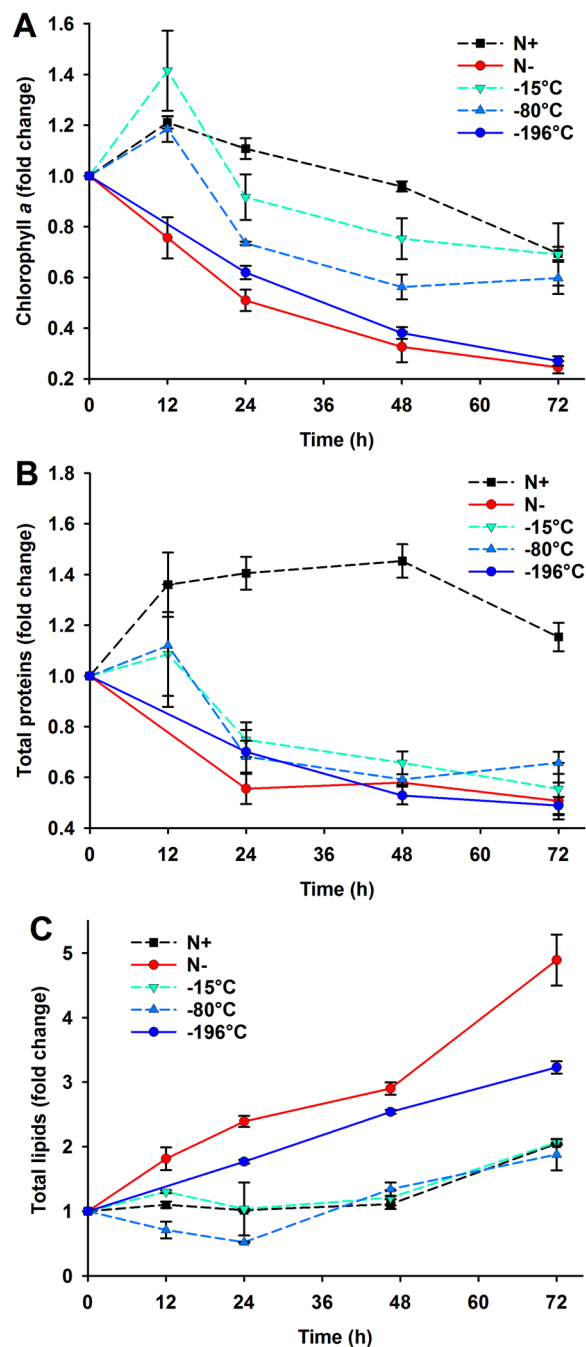 A
Chlorophyll a (fold change)
1.6
1.4
1.2
1.0
0.8
0.6
0.4
0.2
N+
N-
-15°C
-80°C
-196°C
0 12 24 36 48 60 72
Time (h)
B
Total proteins (fold change)
1.8
1.6
1.4
1.2
1.0
0.8
0.6
0.4
N+
N-
-15°C
-80°C
-196°C
0 12 24 36 48 60 72
Time (h)
C
Total lipids (fold change)
5
4
3
2
1
0
N+
N-
-15°C
-80°C
-196°C
0 12 24 36 48 60 72
Time (h)